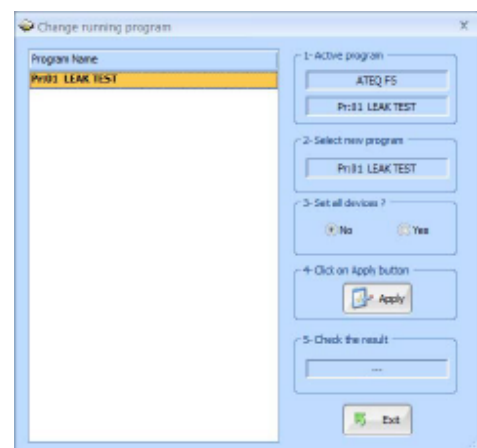 Change running program
Program Name
Pr:01 LEAK TEST
1- Active program
ATEQ F5
Pr:01 LEAK TEST
2- Select new program
Pr:01 LEAK TEST
3- Set all devices ?
No
Yes
4- Click on Apply button
Apply
5- Check the result
---
Exit